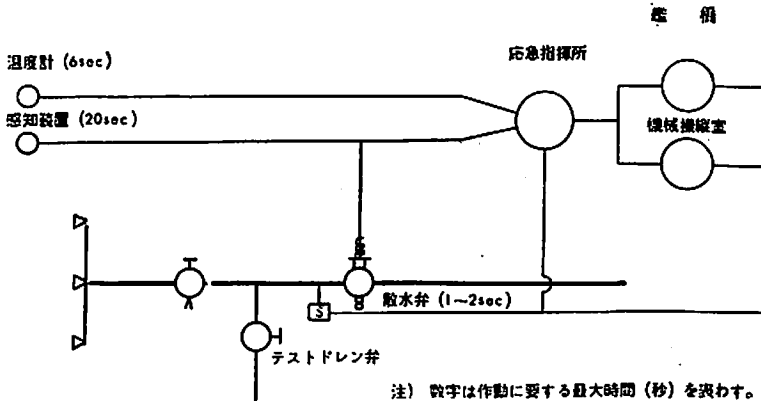 艦 橋
応急指揮所
温度計 (6sec)
感知装置 (20sec)
機械操縦室
散水弁 (1~2sec)
S
テストドレン弁
注) 数字は作動に要する最大時間 (秒) を表わす。